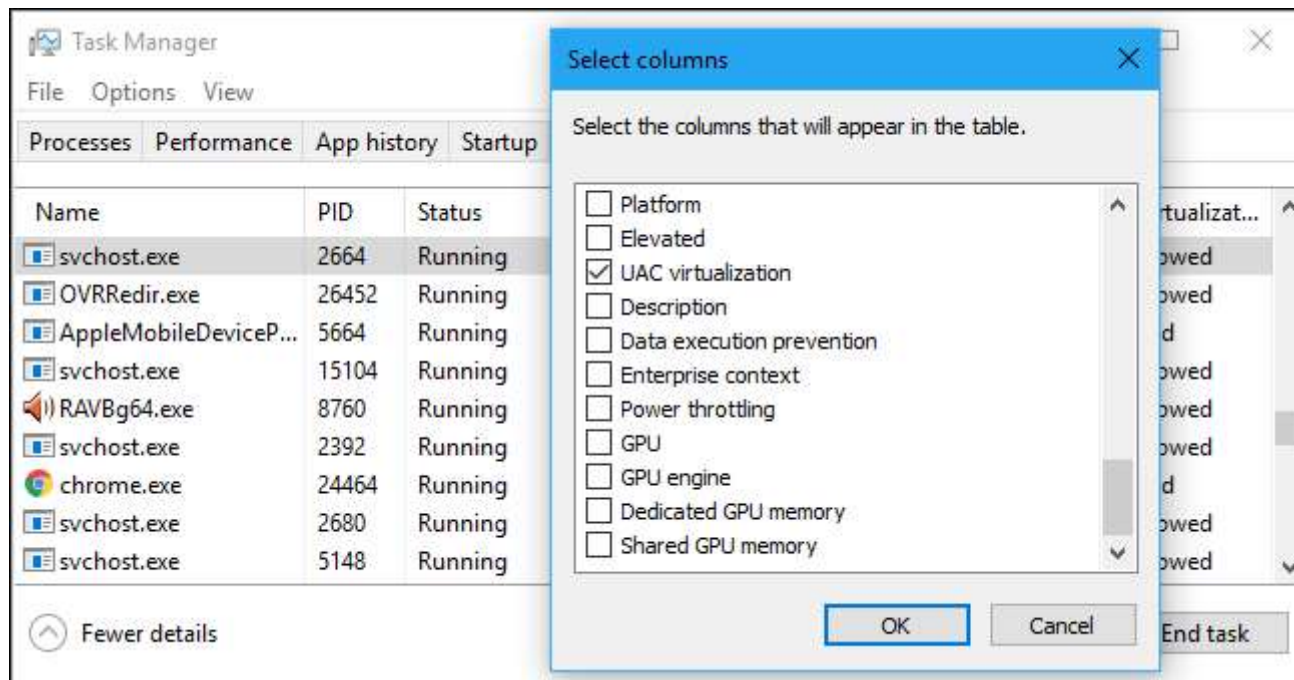 Task Manager
File Options View
Processes Performance App history Startup
Name PID Status
svchost.exe 2664 Running
OVRRedir.exe 26452 Running
AppleMobileDeviceP... 5664 Running
svchost.exe 15104 Running
RAVBg64.exe 8760 Running
svchost.exe 2392 Running
chrome.exe 24464 Running
svchost.exe 2680 Running
svchost.exe 5148 Running
Fewer details
Select columns
Select the columns that will appear in the table.
Platform
Elevated
UAC virtualization
Description
Data execution prevention
Enterprise context
Power throttling
GPU
GPU engine
Dedicated GPU memory
Shared GPU memory
OK Cancel
End task